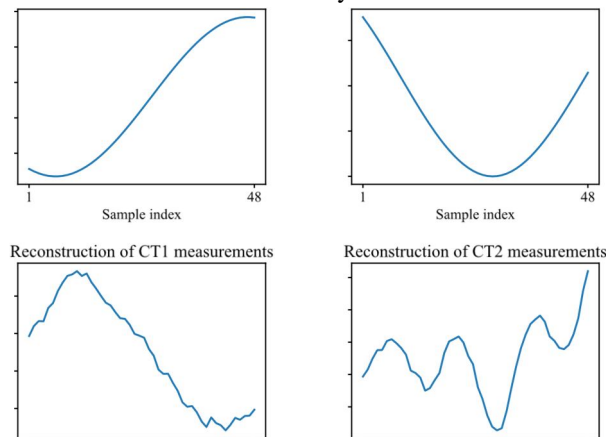 1 48 1 48
Sample index Sample index
Reconstruction of CT1 measurements Reconstruction of CT2 measurements